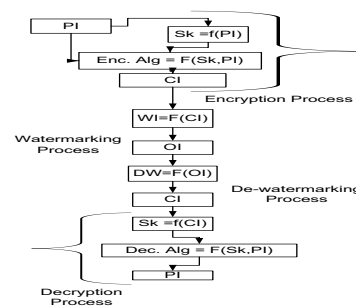 PI
Sk =f(PI)
Enc. Alg = F(Sk,PI)
CI
Encryption Process
WI=F(CI)
Watermarking
Process
OI
DW=F(OI)
CI
De-watermarking
Process
Sk =f(CI)
Dec. Alg = F(Sk,PI)
PI
Decryption
Process